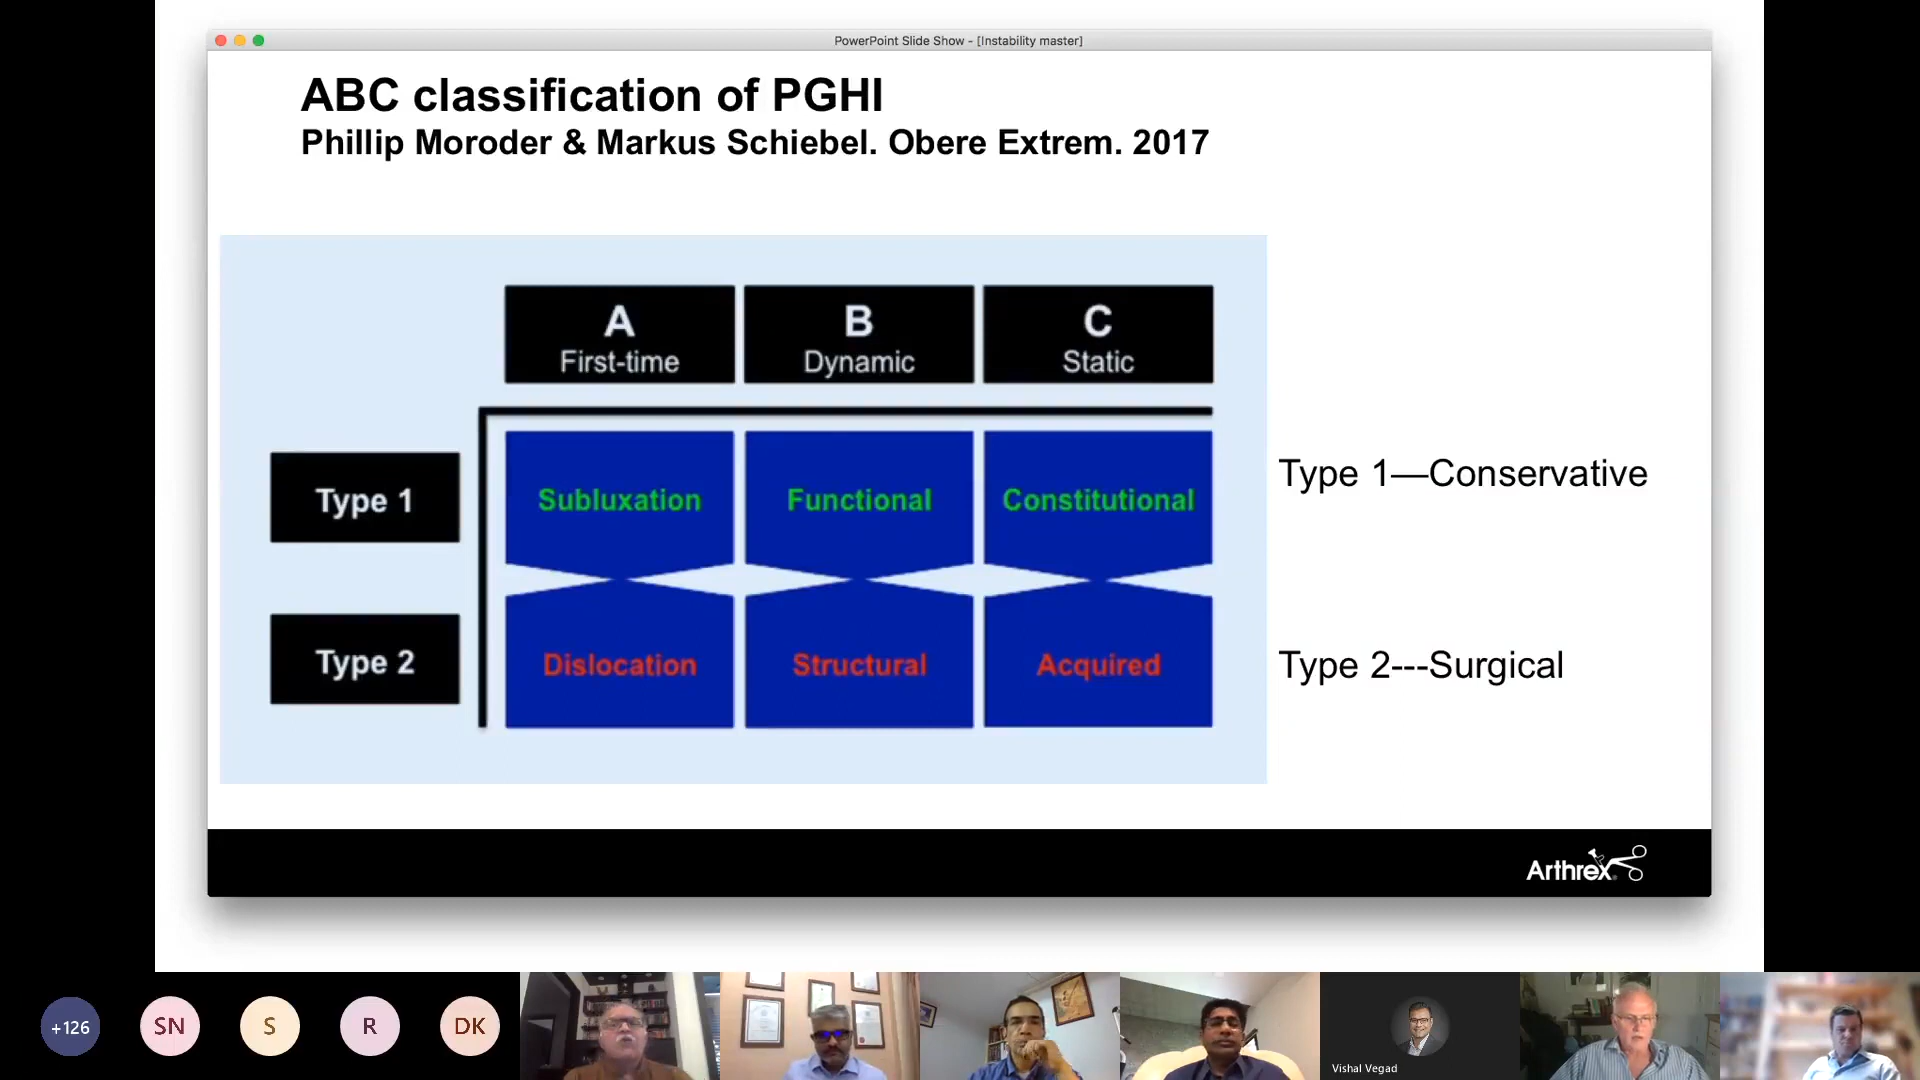 PowerPoint Slide Show - [Instability master]
ABC classification of PGHI
Phillip Moroder & Markus Schiebel. Obere Extrem. 2017
A
First-time
B
Dynamic
C
Static
Type 1
Subluxation
Functional
Constitutional
Type 1—Conservative
Type 2
Dislocation
Structural
Acquired
Type 2---Surgical
Arthrex
+126
SN
S
R
DK
Vishal Vegad